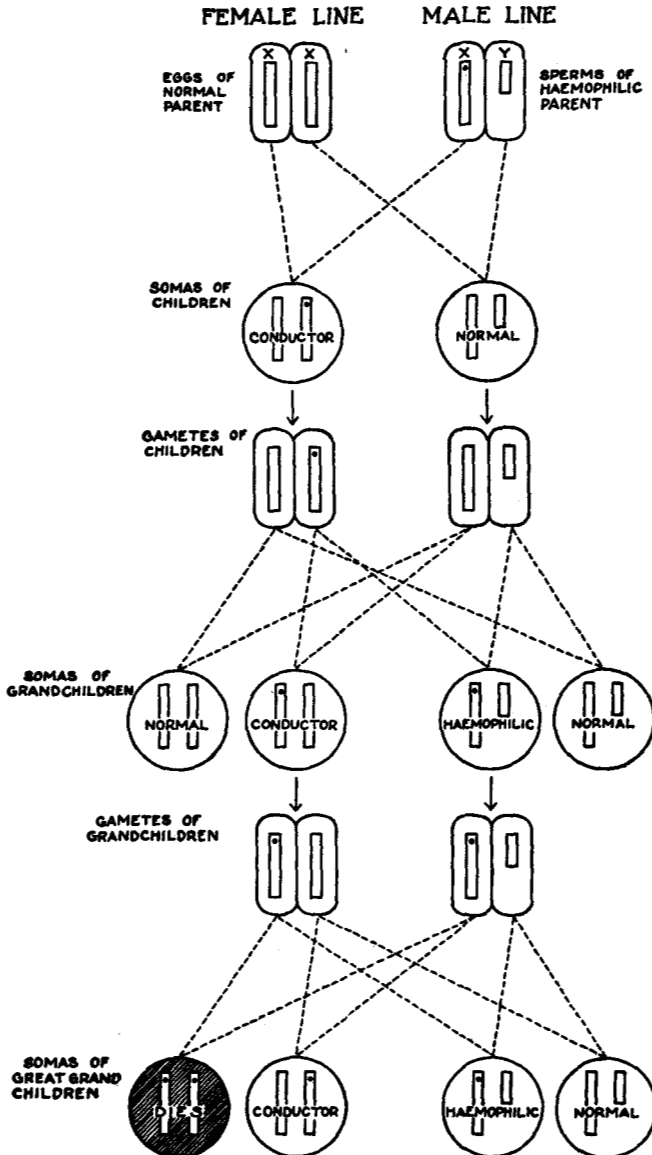 FEMALE LINE MALE LINE
X X X Y
EGGS OF
NORMAL
PARENT
SPERMS OF
HAEMOPHILIC
PARENT
SOMAS OF
CHILDREN
CONDUCTOR NORMAL
GAMETES OF
CHILDREN
SOMAS OF
GRANDCHILDREN
NORMAL CONDUCTOR HAEMOPHILIC NORMAL
GAMETES OF
GRANDCHILDREN
SOMAS OF
GREAT GRAND
CHILDREN
DIES CONDUCTOR HAEMOPHILIC NORMAL